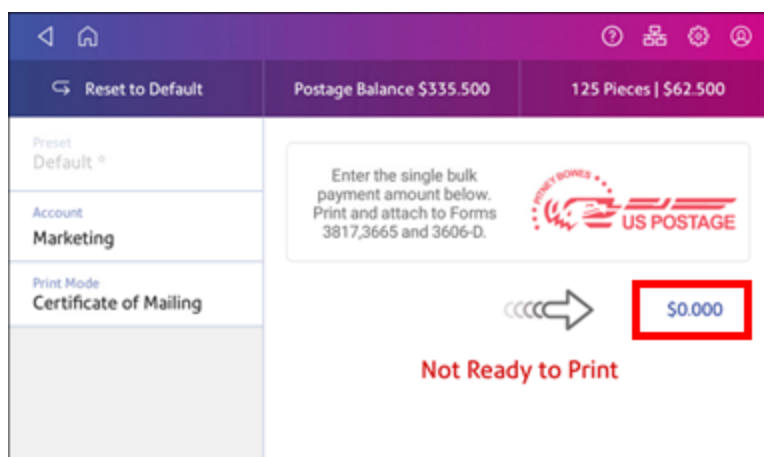 Reset to Default
Postage Balance $335.500
125 Pieces | $62.500
Preset
Default *
Account
Marketing
Print Mode
Certificate of Mailing
Enter the single bulk
payment amount below.
Print and attach to Forms
3817,3665 and 3606-D.
PITNEY BOWES
US POSTAGE
$0.000
Not Ready to Print